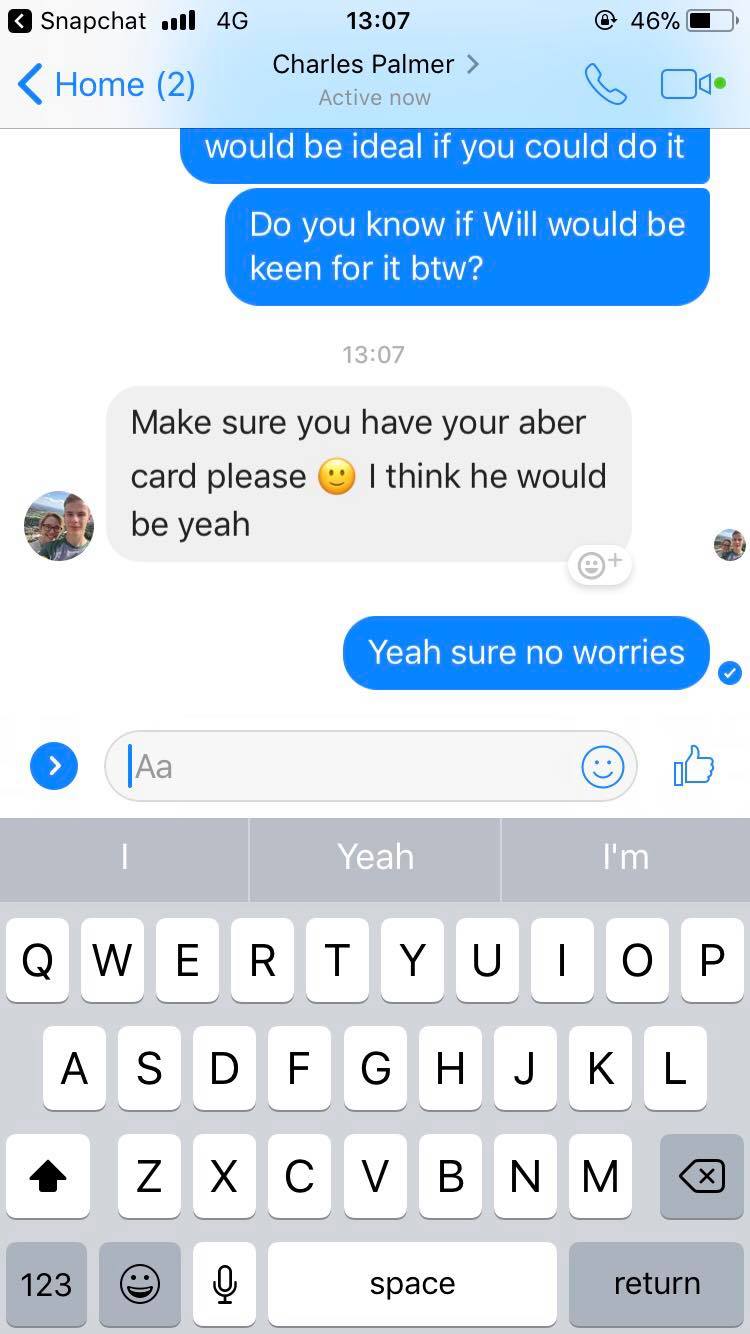 Snapchat 4G 13:07 46%
Home (2) Charles Palmer
Active now
would be ideal if you could do it
Do you know if Will would be
keen for it btw?
13:07
Make sure you have your aber
card please 🙂 I think he would
be yeah
Yeah sure no worries
Aa
I Yeah I'm
Q W E R T Y U I O P
A S D F G H J K L
Z X C V B N M
123 space return